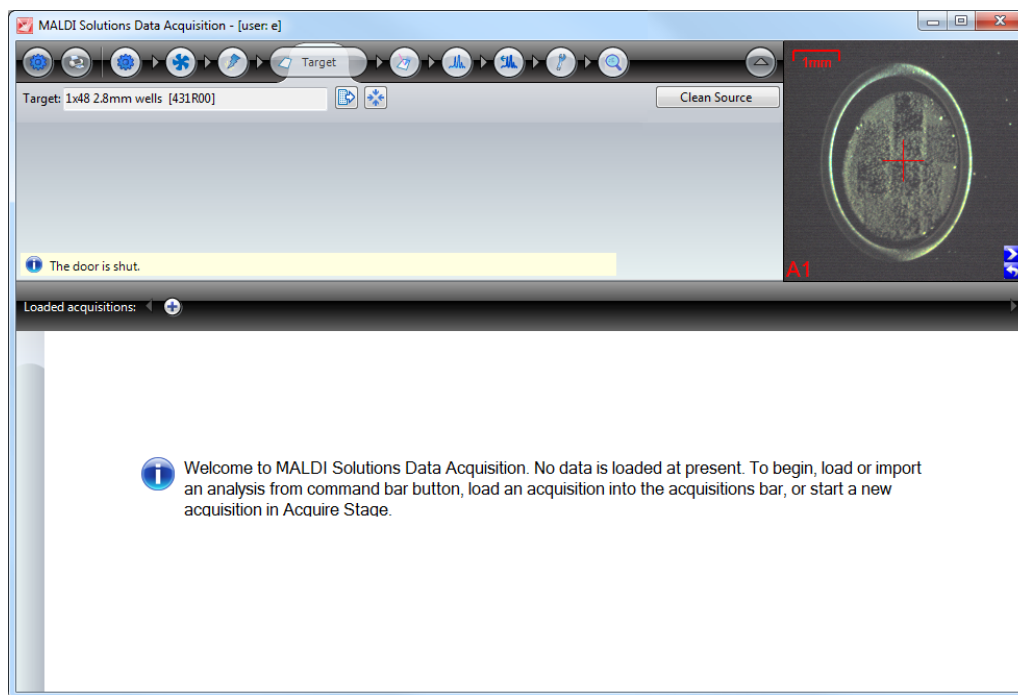 MALDI Solutions Data Acquisition - [user: e]
Target
1mm
Target: 1x48 2.8mm wells [431R00]
Clean Source
The door is shut.
A1
Loaded acquisitions:
Welcome to MALDI Solutions Data Acquisition. No data is loaded at present. To begin, load or import
an analysis from command bar button, load an acquisition into the acquisitions bar, or start a new
acquisition in Acquire Stage.